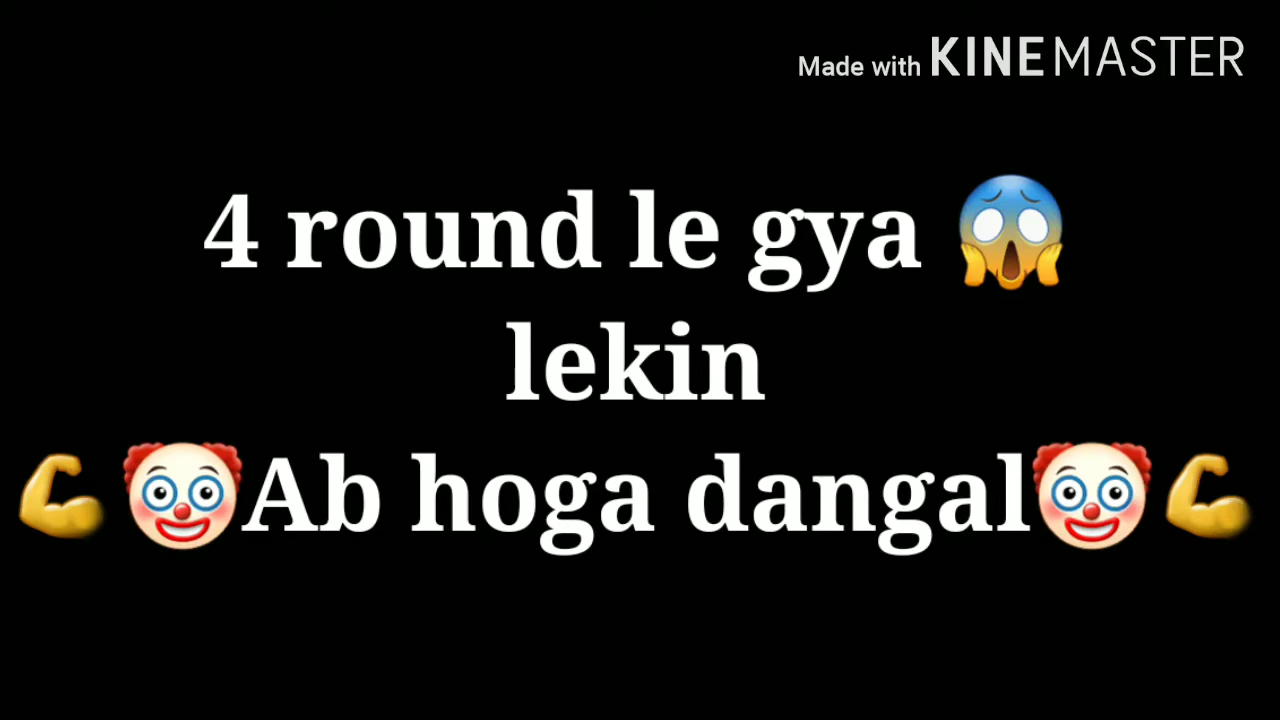 Made with KINEMASTER
4 round le gya 😱
lekin
💪🤡Ab hoga dangal🤡💪